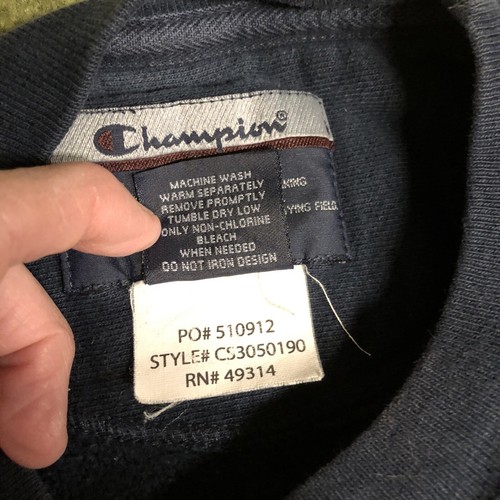 Champion®
MACHINE WASH
WARM SEPARATELY
REMOVE PROMPTLY
TUMBLE DRY LOW
ONLY NON-CHLORINE
BLEACH
WHEN NEEDED
DO NOT IRON DESIGN
FIELD.
PO# 510912
STYLE# CS3050190
RN# 49314